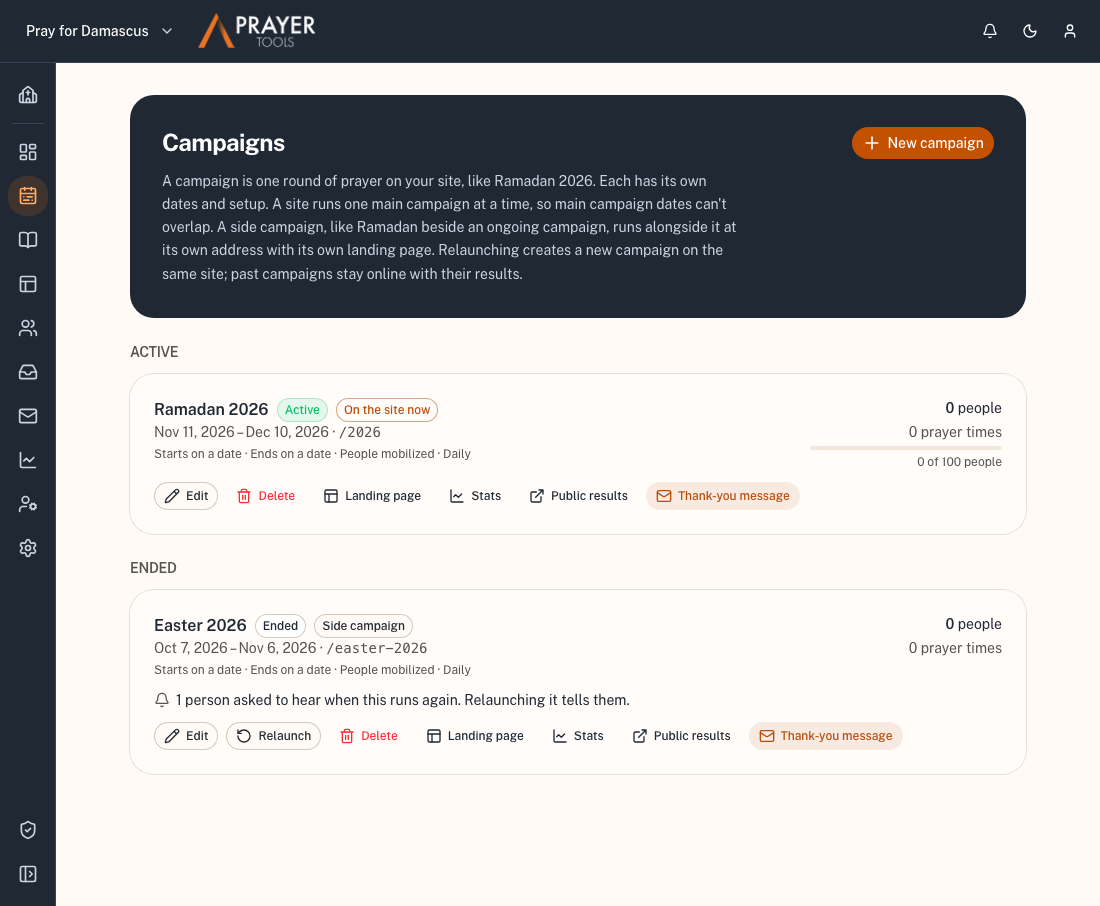 Pray for Damascus
PRAYER
TOOLS
Campaigns
New campaign
A campaign is one round of prayer on your site, like Ramadan 2026. Each has its own
dates and setup. A site runs one main campaign at a time, so main campaign dates can't
overlap. A side campaign, like Ramadan beside an ongoing campaign, runs alongside it at
its own address with its own landing page. Relaunching creates a new campaign on the
same site; past campaigns stay online with their results.
ACTIVE
Ramadan 2026 Active On the site now
0 people
Nov 11, 2026 – Dec 10, 2026 · /2026
0 prayer times
Starts on a date · Ends on a date · People mobilized · Daily
0 of 100 people
Edit Delete Landing page Stats Public results Thank-you message
ENDED
Easter 2026 Ended Side campaign
0 people
Oct 7, 2026 – Nov 6, 2026 · /easter-2026
0 prayer times
Starts on a date · Ends on a date · People mobilized · Daily
1 person asked to hear when this runs again. Relaunching it tells them.
Edit Relaunch Delete Landing page Stats Public results Thank-you message